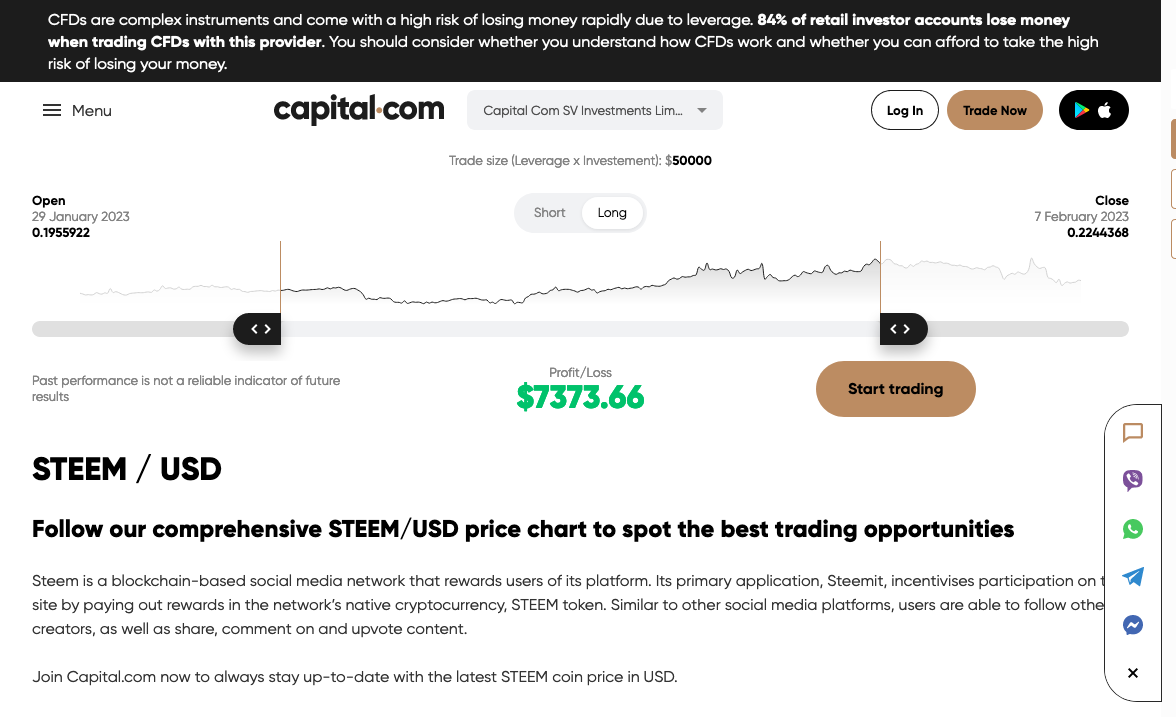 CFDs are complex instruments and come with a high risk of losing money rapidly due to leverage. 84% of retail investor accounts lose money
when trading CFDs with this provider. You should consider whether you understand how CFDs work and whether you can afford to take the high
risk of losing your money.
Menu
capital.com
Capital Com SV Investments Lim...
Log In
Trade Now
Trade size (Leverage x Investement): $50000
Open
29 January 2023
0.1955922
Short
Long
Close
7 February 2023
0.2244368
Past performance is not a reliable indicator of future
results
Profit/Loss
$7373.66
Start trading
STEEM / USD
Follow our comprehensive STEEM/USD price chart to spot the best trading opportunities
Steem is a blockchain-based social media network that rewards users of its platform. Its primary application, Steemit, incentivises participation on
site by paying out rewards in the network’s native cryptocurrency, STEEM token. Similar to other social media platforms, users are able to follow
creators, as well as share, comment on and upvote content.
Join Capital.com now to always stay up-to-date with the latest STEEM coin price in USD.